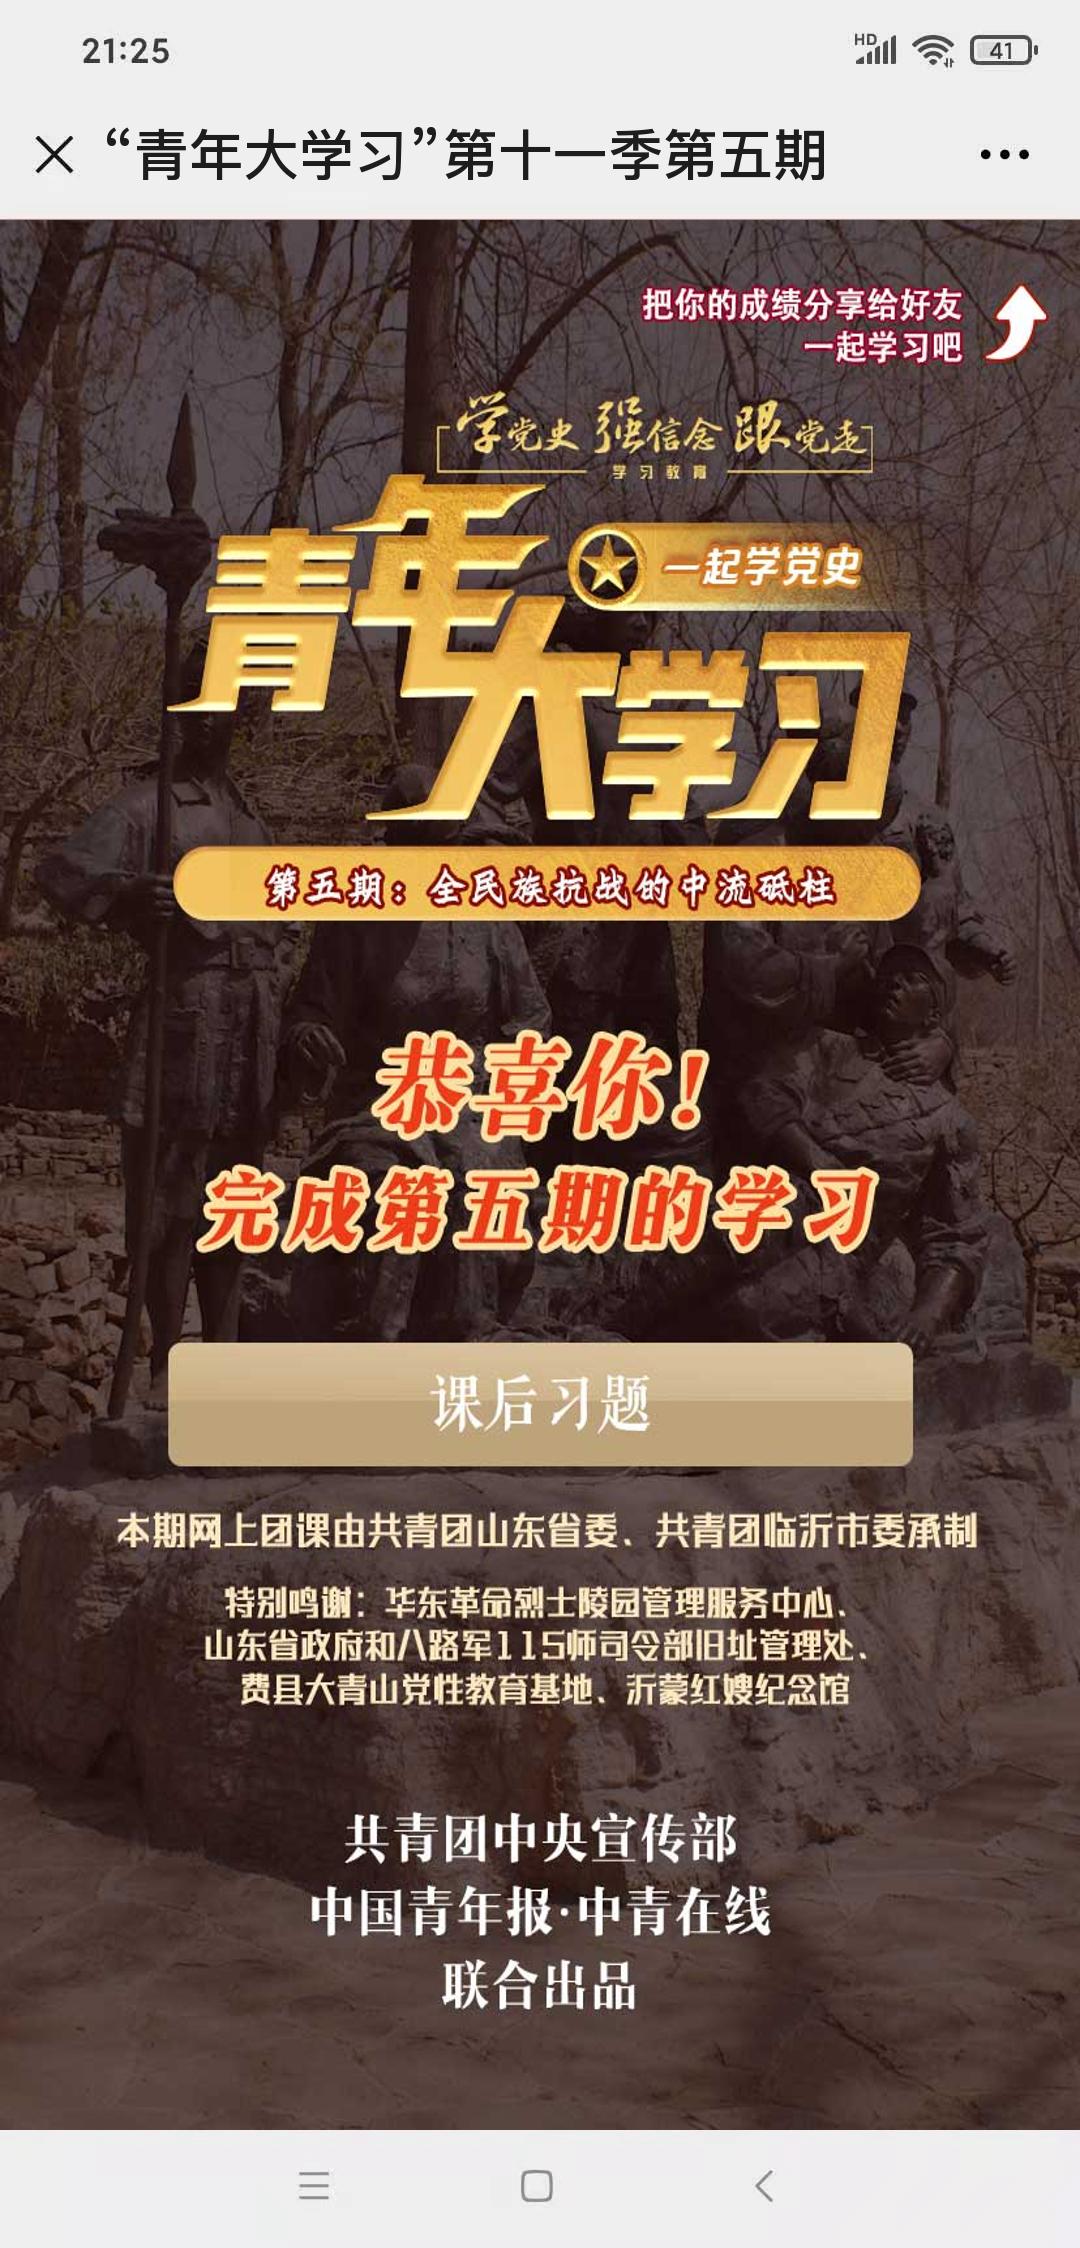 21:25
HD
41
“青年大学习”第十一季第五期
把你的成绩分享给好友
一起学习吧
学党史 强信念 跟党走
学习教育
青年大学习
一起学党史
第五期：全民族抗战的中流砥柱
恭喜你！
完成第五期的学习
课后习题
本期网上团课由共青团山东省委、共青团临沂市委承制
特别鸣谢：华东革命烈士陵园管理服务中心、
山东省政府和八路军115师司令部旧址管理处、
费县大青山党性教育基地、沂蒙红嫂纪念馆
共青团中央宣传部
中国青年报·中青在线
联合出品